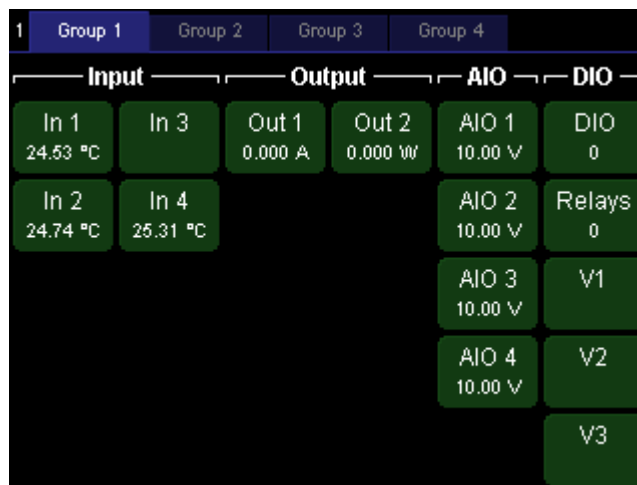 1 Group 1 Group 2 Group 3 Group 4
Input Output AIO DIO
In 1 In 3 Out 1 Out 2 AIO 1 DIO
24.53 °C 0.000 A 0.000 W 10.00 V 0
In 2 In 4 AIO 2 Relays
24.74 °C 25.31 °C 10.00 V 0
AIO 3 V1
10.00 V
AIO 4 V2
10.00 V
V3